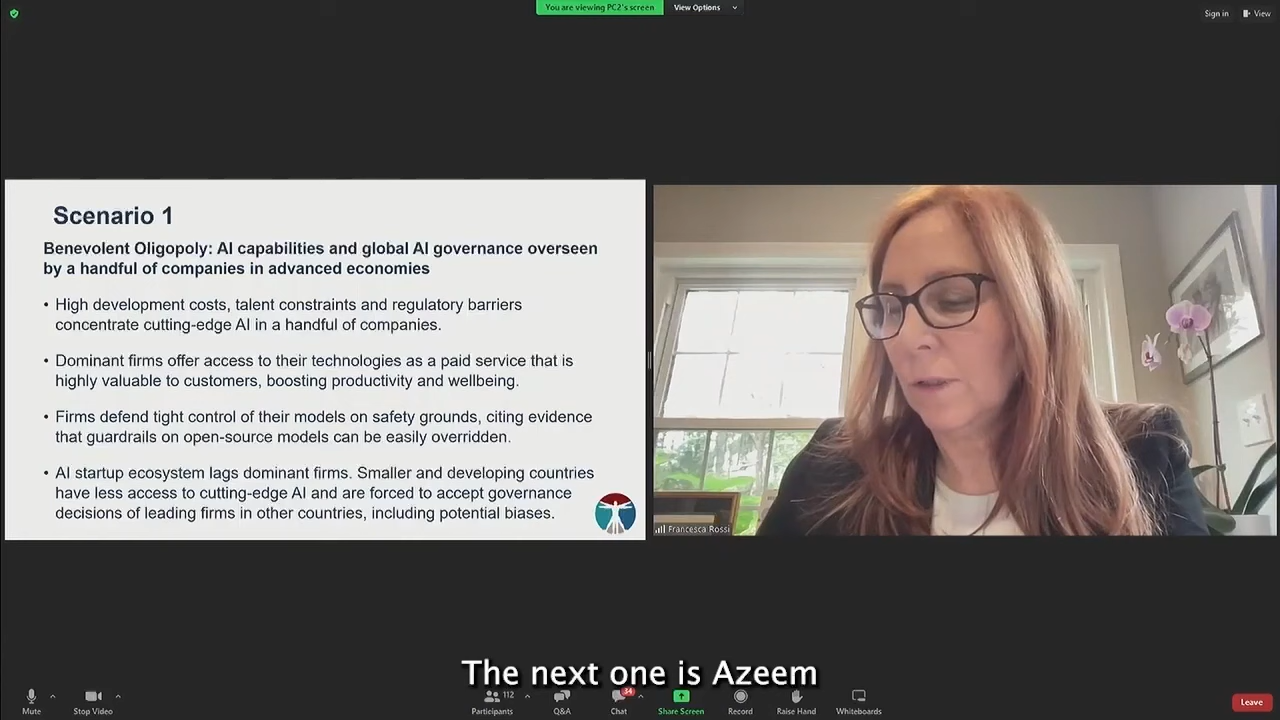 You are viewing PC2's screen
View Options
Sign in
View
Scenario 1
Benevolent Oligopoly: AI capabilities and global AI governance overseen
by a handful of companies in advanced economies
• High development costs, talent constraints and regulatory barriers
concentrate cutting-edge AI in a handful of companies.
• Dominant firms offer access to their technologies as a paid service that is
highly valuable to customers, boosting productivity and wellbeing.
• Firms defend tight control of their models on safety grounds, citing evidence
that guardrails on open-source models can be easily overridden.
• AI startup ecosystem lags dominant firms. Smaller and developing countries
have less access to cutting-edge AI and are forced to accept governance
decisions of leading firms in other countries, including potential biases.
Francesca Rossi
The next one is Azeem
112
34
Mute
Stop Video
Participants
Q&A
Chat
Share Screen
Record
Raise Hand
Whiteboards
Leave